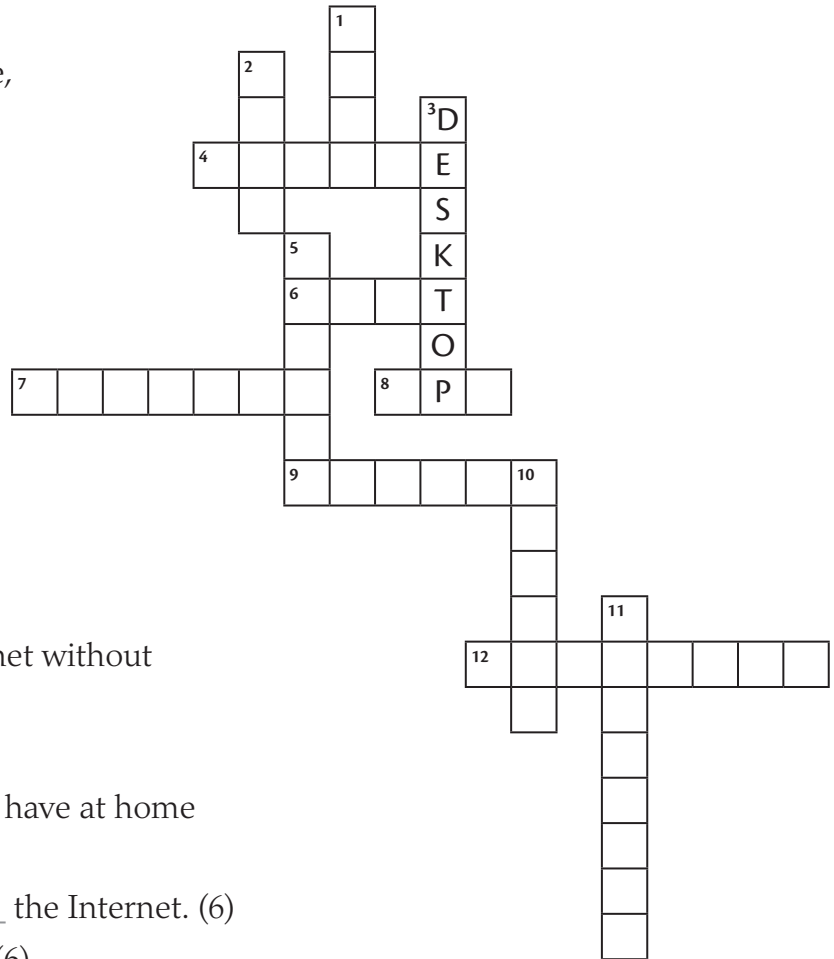 1
2
e,
3D
4 E
S
5 K
6 T
O
7 8 P
9 10
11
net without
12
have at home
_ the Internet. (6)
(6)